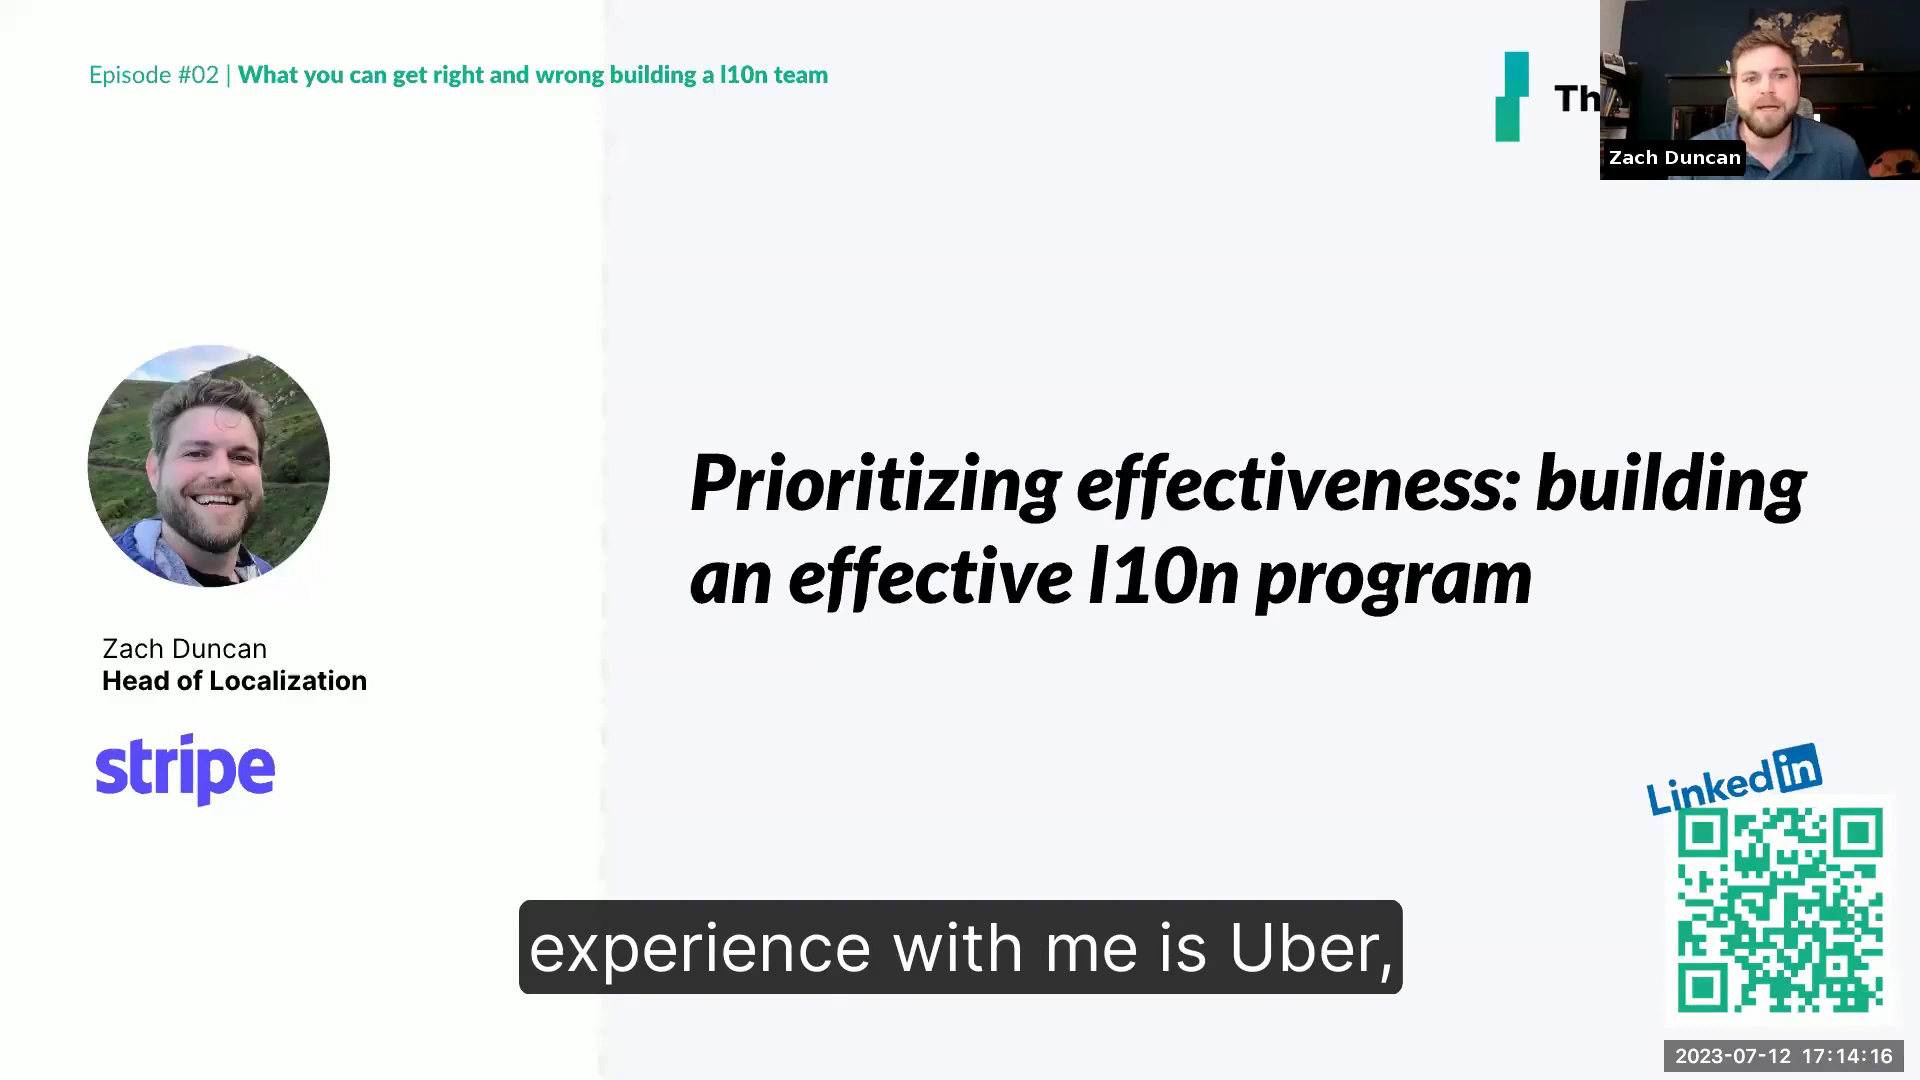 Episode #02 | What you can get right and wrong building a l10n team
Th
Zach Duncan
Prioritizing effectiveness: building
an effective l10n program
Zach Duncan
Head of Localization
stripe
Linked in
experience with me is Uber,
2023-07-12 17:14:16